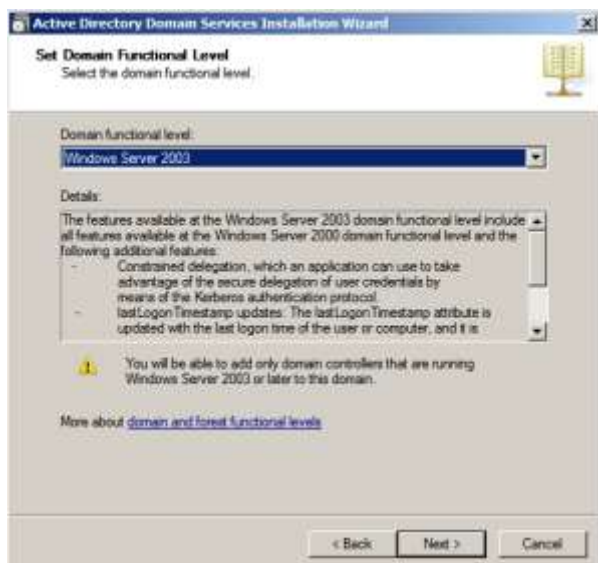 Active Directory Domain Services Installation Wizard
Set Domain Functional Level
Select the domain functional level.
Domain functional level:
Windows Server 2003
Details:
The features available at the Windows Server 2003 domain functional level include
all features available at the Windows Server 2000 domain functional level and the
following additional features:
- Constrained delegation, which an application can use to take
advantage of the secure delegation of user credentials by
means of the Kerberos authentication protocol.
- lastLogonTimestamp updates: The lastLogonTimestamp attribute is
updated with the last logon time of the user or computer, and it is
You will be able to add only domain controllers that are running
Windows Server 2003 or later to this domain.
More about domain and forest functional levels
< Back Next > Cancel